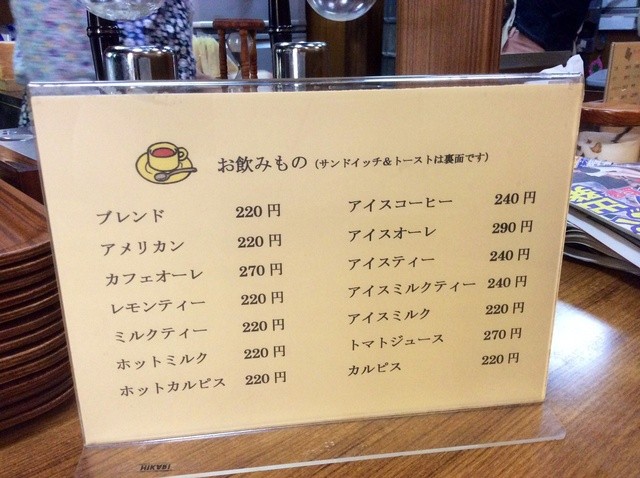 お飲みもの (サンドイッチ&トーストは裏面です)
ブレンド 220円
アメリカン 220円
カフェオーレ 270円
レモンティー 220円
ミルクティー 220円
ホットミルク 220円
ホットカルピス 220円
アイスコーヒー 240円
アイスオーレ 290円
アイスティー 240円
アイスミルクティー 240円
アイスミルク 220円
トマトジュース 270円
カルピス 220円
HIKARI